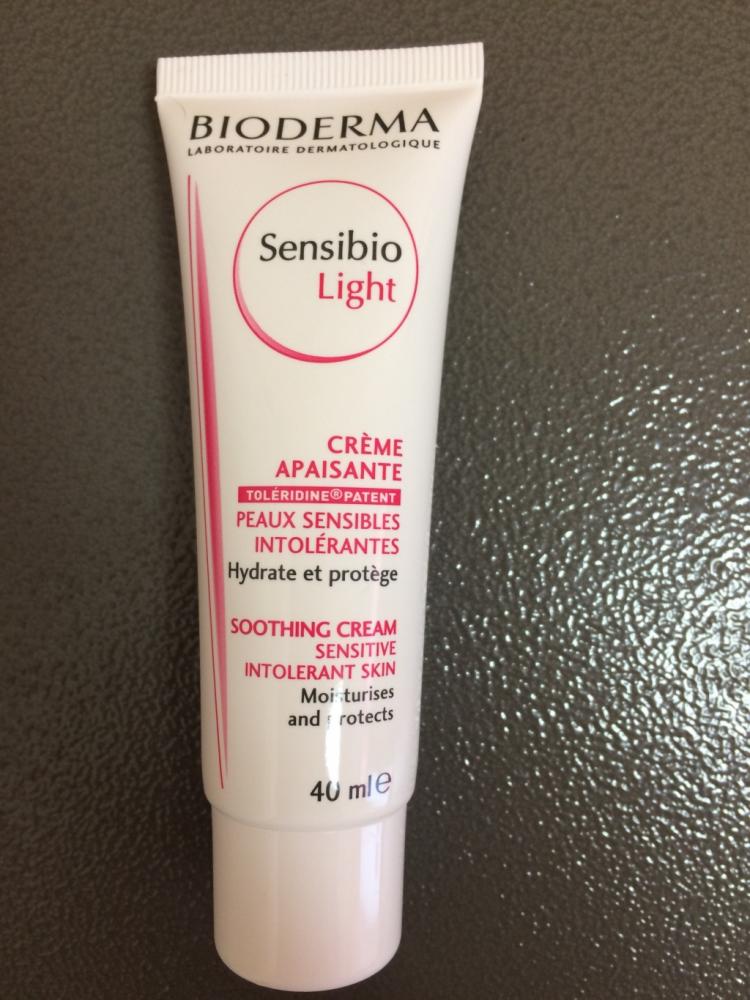 BIODERMA
LABORATOIRE DERMATOLOGIQUE
Sensibio
Light
CRÈME
APAISANTE
TOLÉRIDINE® PATENT
PEAUX SENSIBLES
INTOLÉRANTES
Hydrate et protège
SOOTHING CREAM
SENSITIVE
INTOLERANT SKIN
Moisturises
and protects
40 ml℮